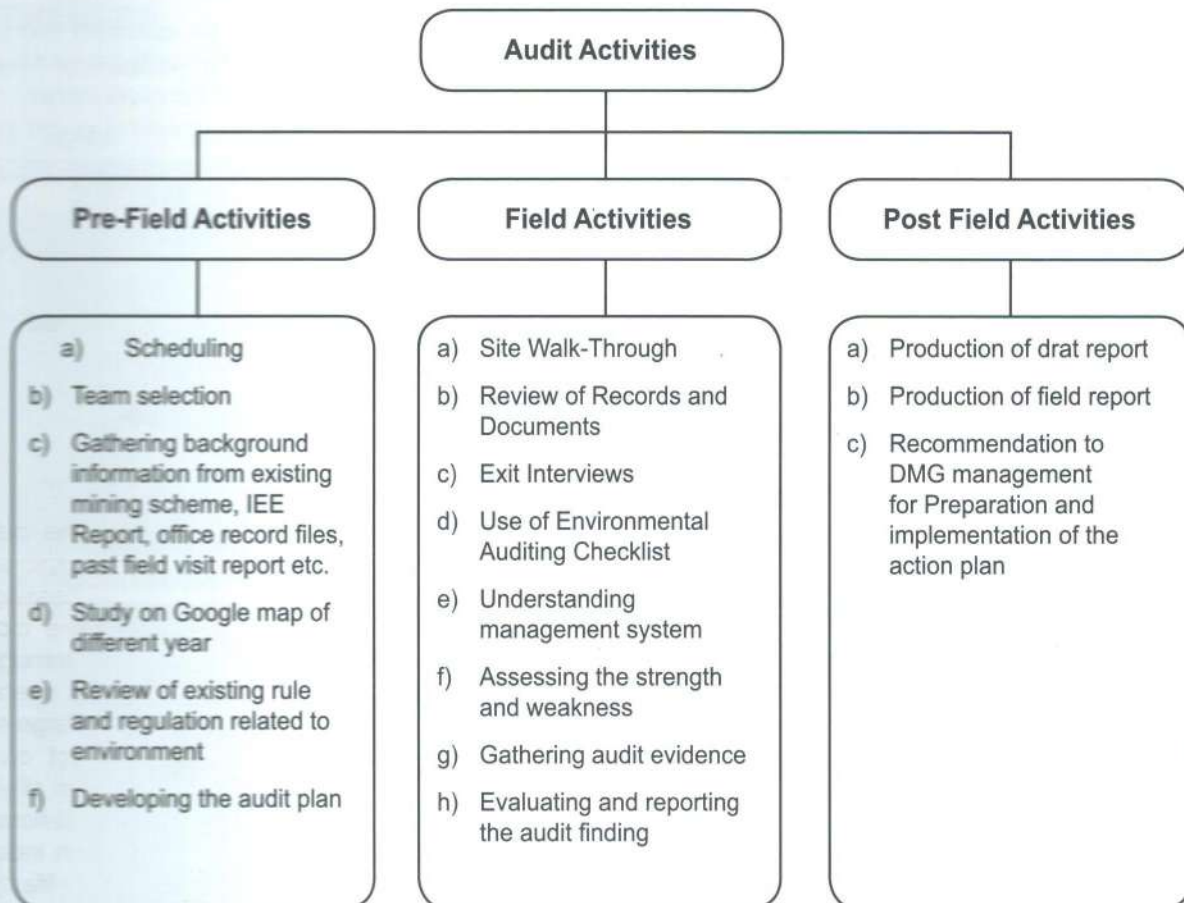 Audit Activities
Pre-Field Activities
a) Scheduling
b) Team selection
c) Gathering background
information from existing
mining scheme, IEE
Report, office record files,
past field visit report etc.
d) Study on Google map of
different year
e) Review of existing rule
and regulation related to
environment
f) Developing the audit plan
Field Activities
a) Site Walk-Through
b) Review of Records and
Documents
c) Exit Interviews
d) Use of Environmental
Auditing Checklist
e) Understanding
management system
f) Assessing the strength
and weakness
g) Gathering audit evidence
h) Evaluating and reporting
the audit finding
Post Field Activities
a) Production of drat report
b) Production of field report
c) Recommendation to
DMG management
for Preparation and
implementation of the
action plan